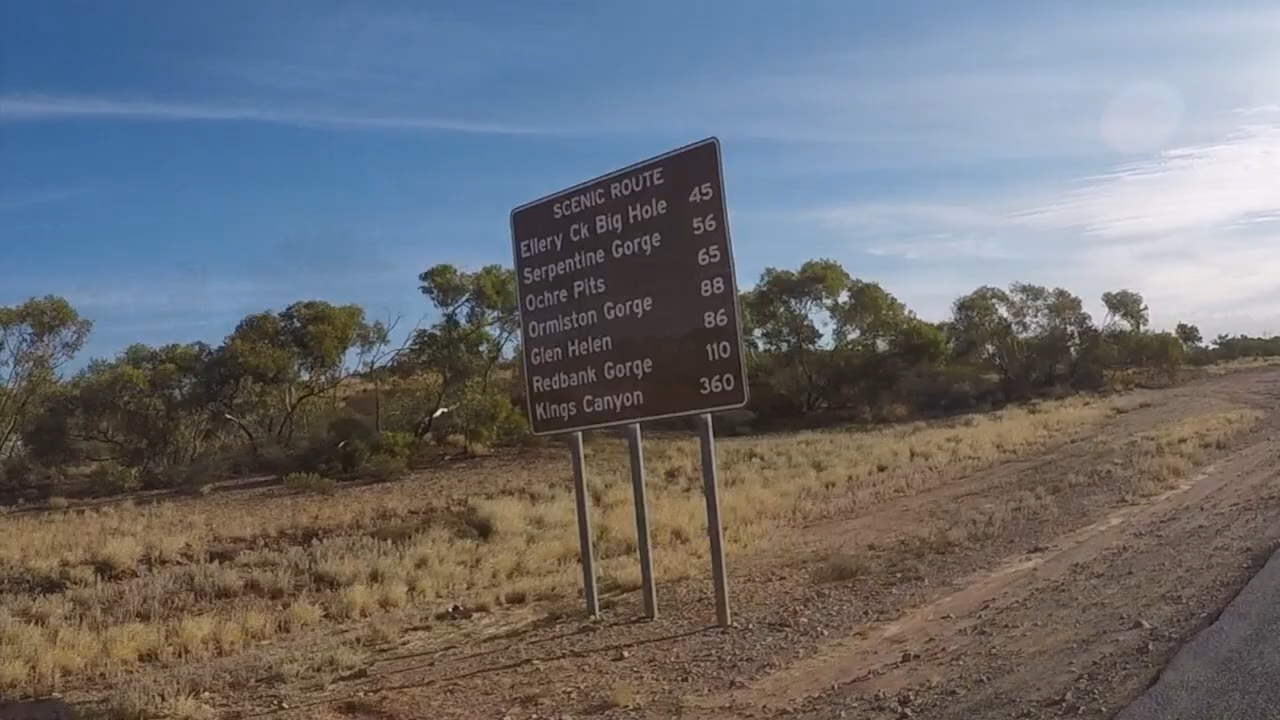 SCENIC ROUTE
Ellery Ck Big Hole 45
Serpentine Gorge 56
Ochre Pits 65
Ormiston Gorge 88
Glen Helen 86
Redbank Gorge 110
Kings Canyon 360